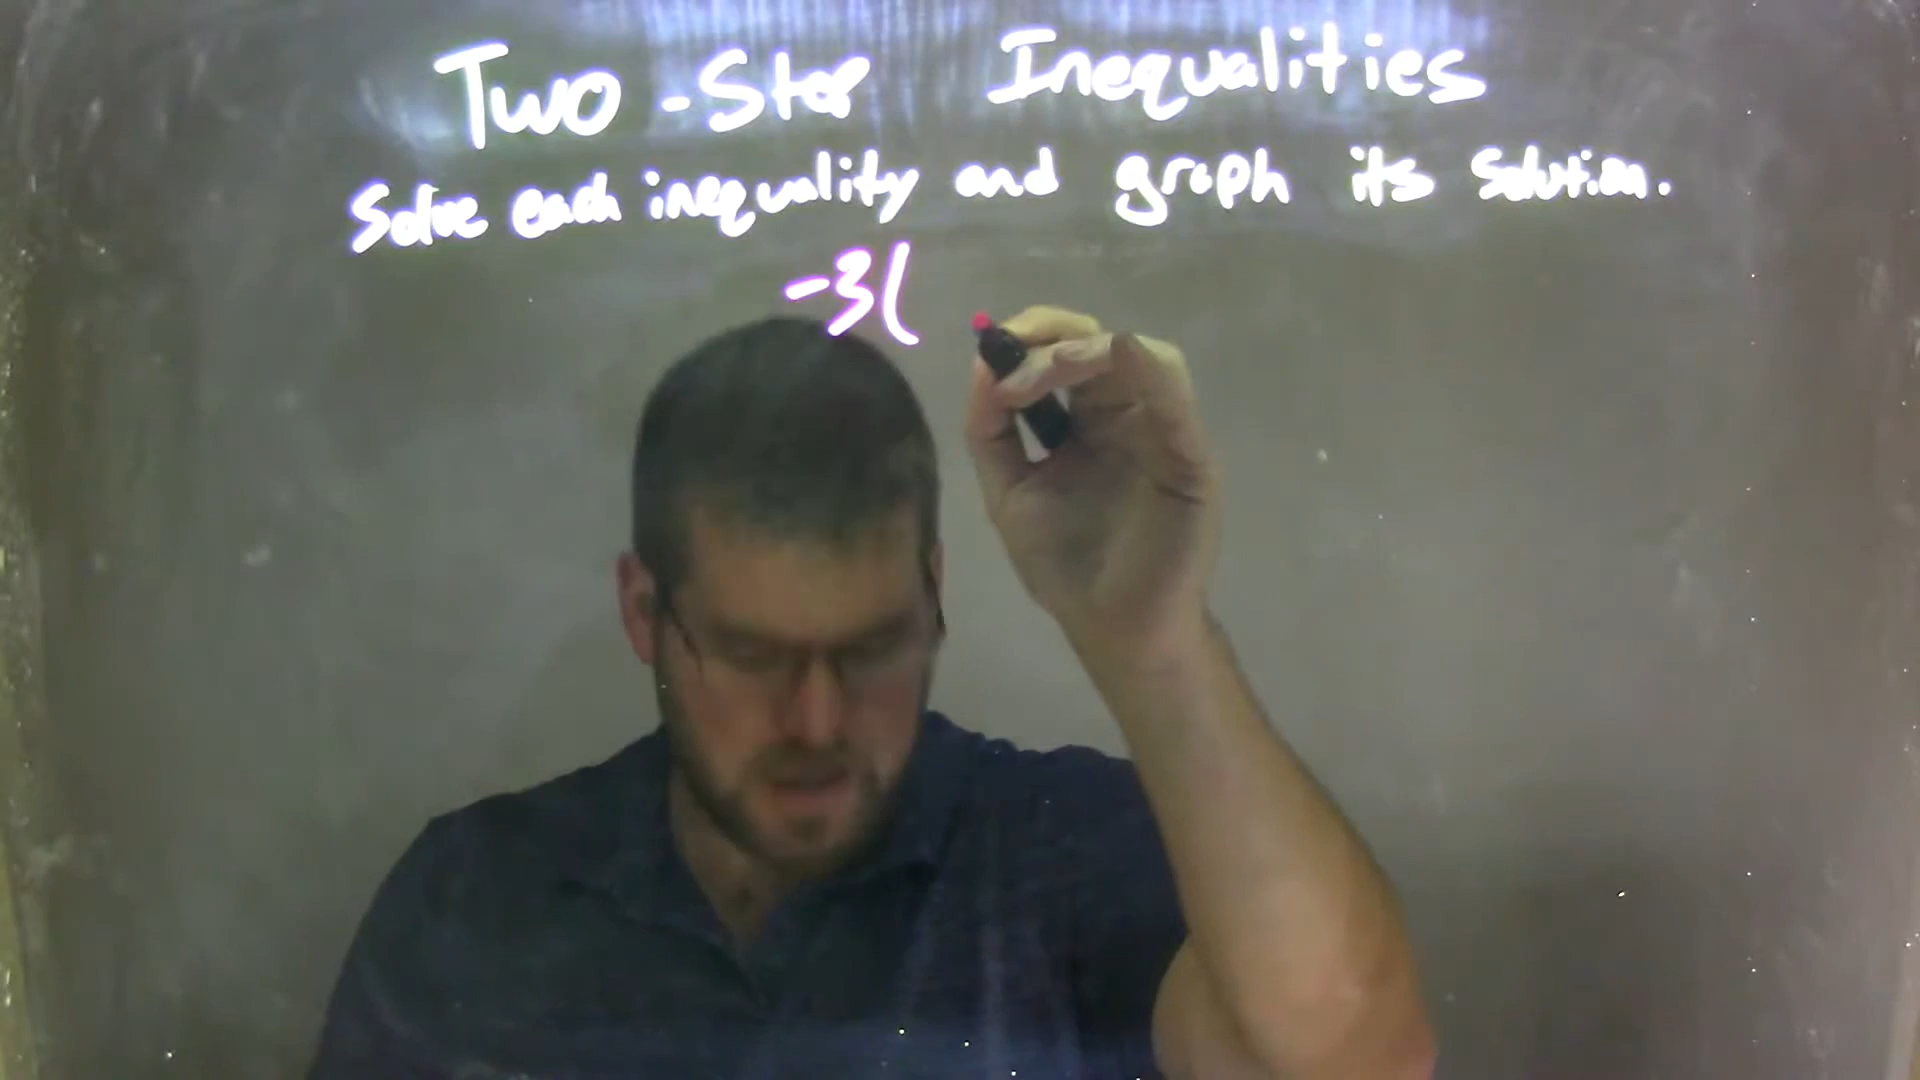 Two-Step Inequalities
Solve each inequality and graph its solution.
-3(